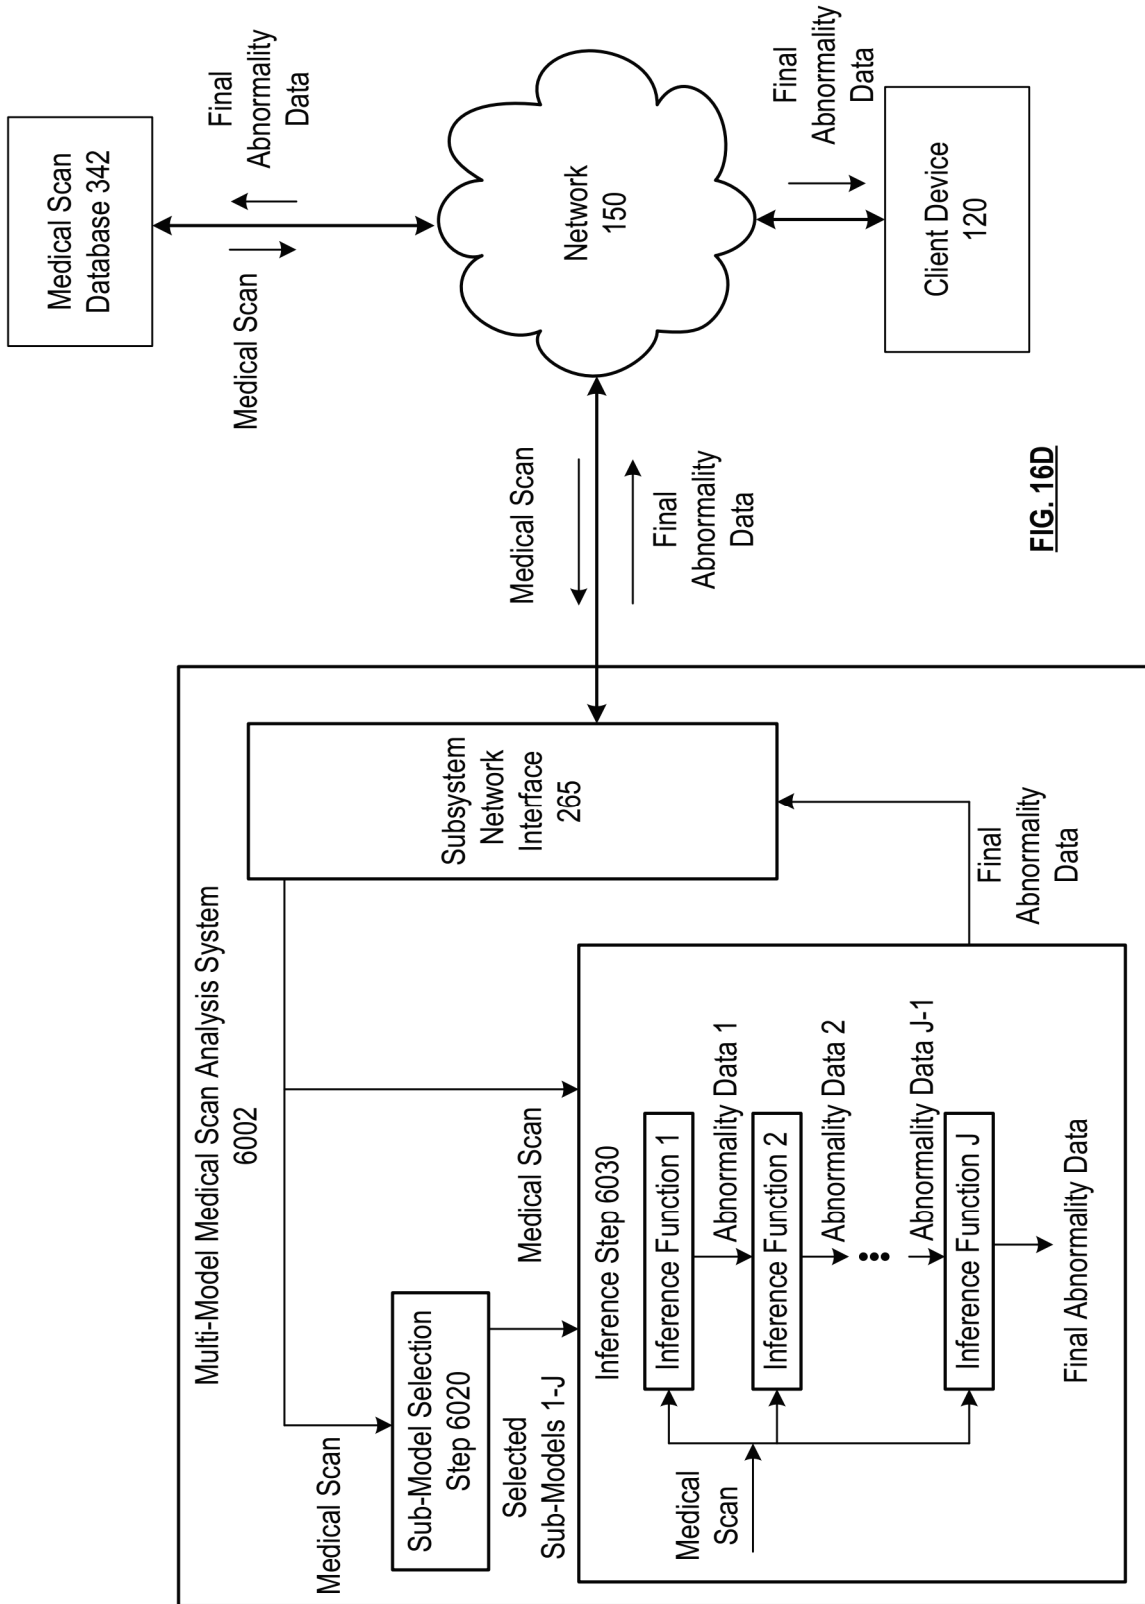 Multi-Model Medical Scan Analysis System
6002
Medical Scan
Sub-Model Selection
Step 6020
Selected
Sub-Models 1-J
Medical Scan
Subsystem
Network
Interface
265
Inference Step 6030
Medical
Scan
Inference Function 1
Abnormality Data 1
Inference Function 2
Abnormality Data 2
•••
Abnormality Data J-1
Inference Function J
Final Abnormality Data
Final
Abnormality
Data
Medical Scan
Final
Abnormality
Data
Medical Scan
Database 342
Medical Scan
Final
Abnormality
Data
Network
150
Final
Abnormality
Data
Client Device
120
FIG. 16D